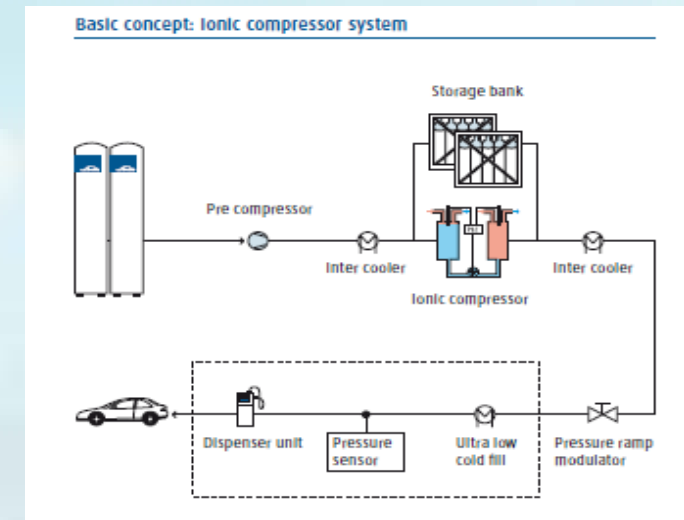 Basic concept: Ionic compressor system
Storage bank
Pre compressor
Inter cooler
Inter cooler
Ionic compressor
Dispenser unit
Pressure
sensor
Ultra low
cold fill
Pressure ramp
modulator